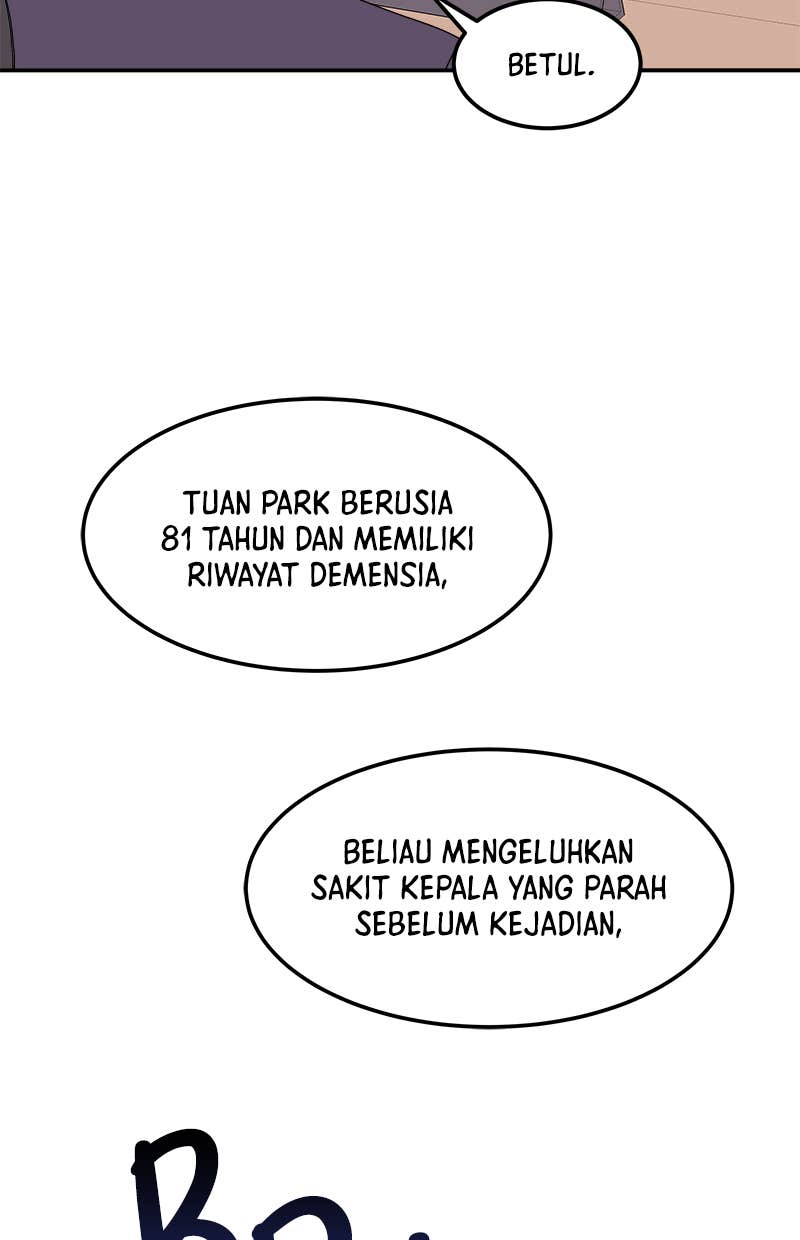 BETUL.
TUAN PARK BERUSIA
81 TAHUN DAN MEMILIKI
RIWAYAT DEMENSIA,
BELIAU MENGELUHKAN
SAKIT KEPALA YANG PARAH
SEBELUM KEJADIAN,